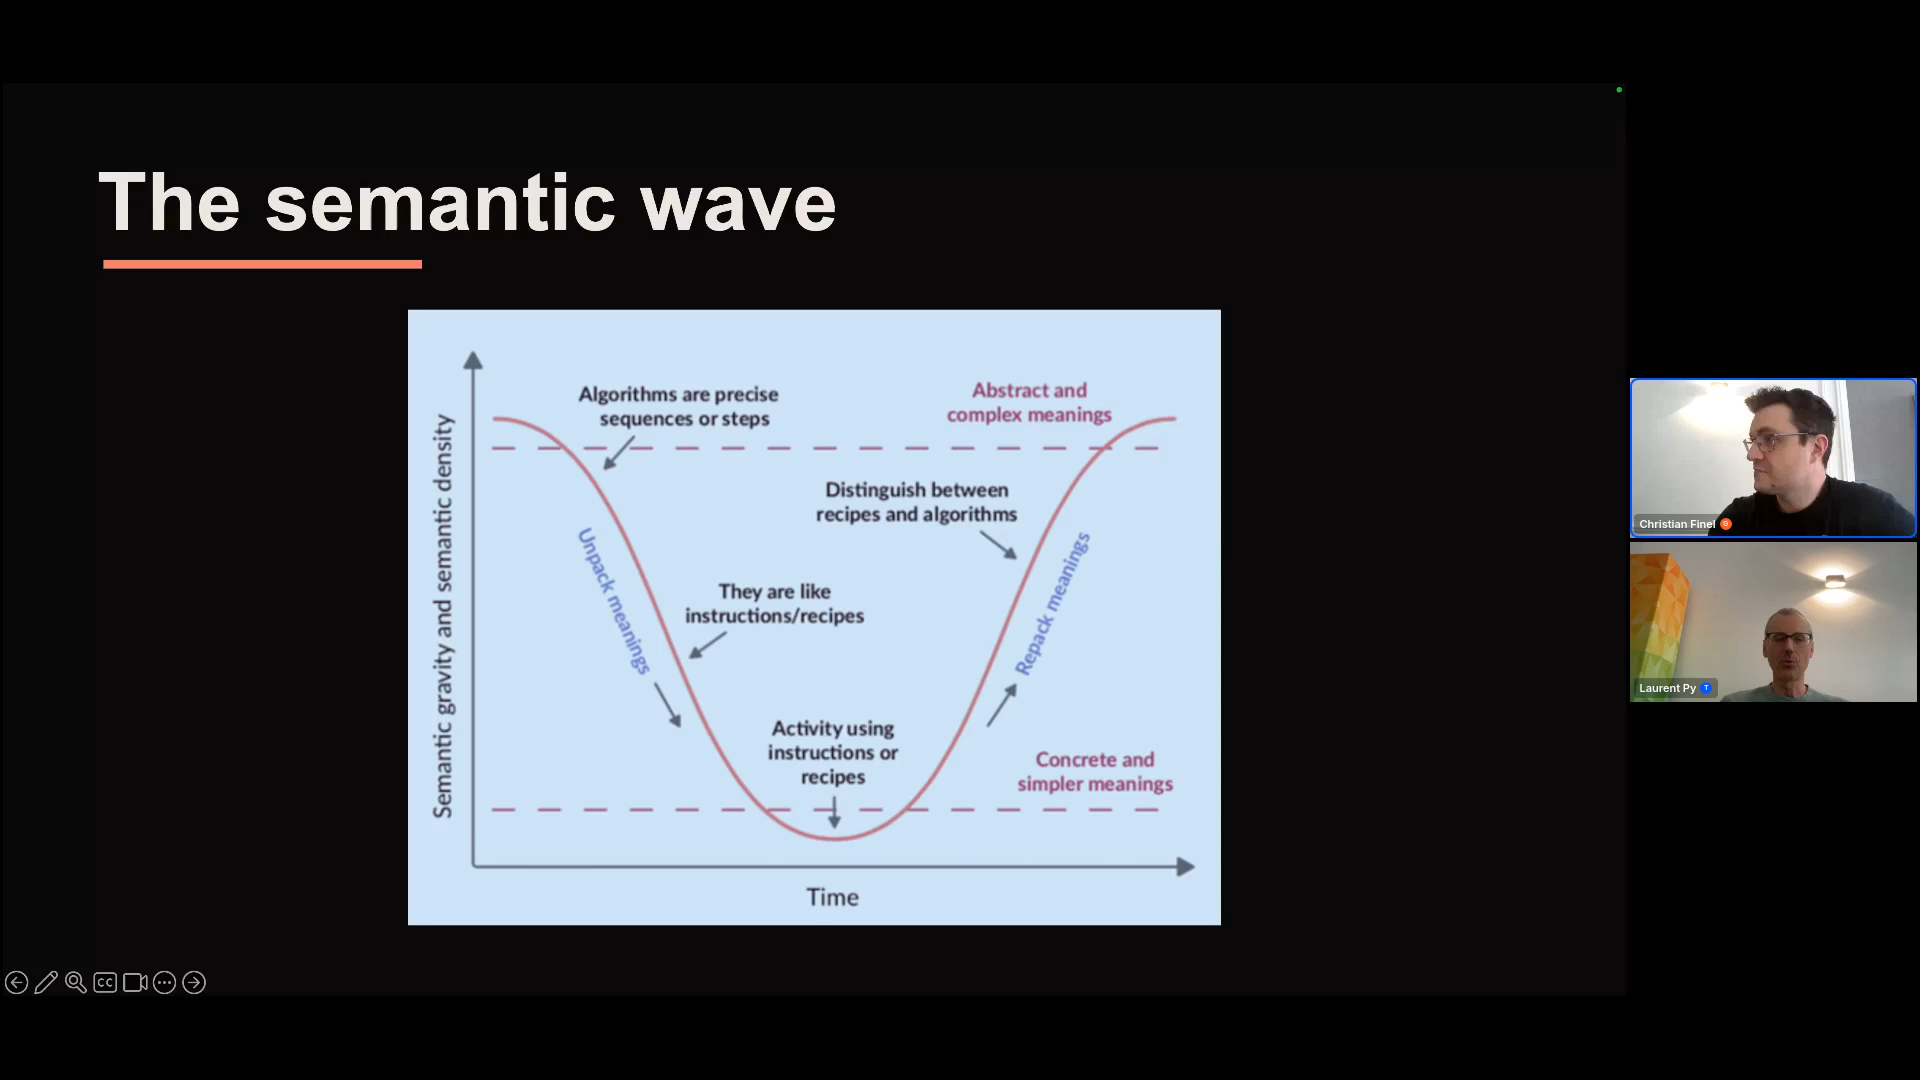 The semantic wave
Semantic gravity and semantic density
Algorithms are precise
sequences or steps
Abstract and
complex meanings
Distinguish between
recipes and algorithms
Unpack meanings
They are like
instructions/recipes
Repack meanings
Activity using
instructions or
recipes
Concrete and
simpler meanings
Time
CC
Christian Finel
G
Laurent Py
T